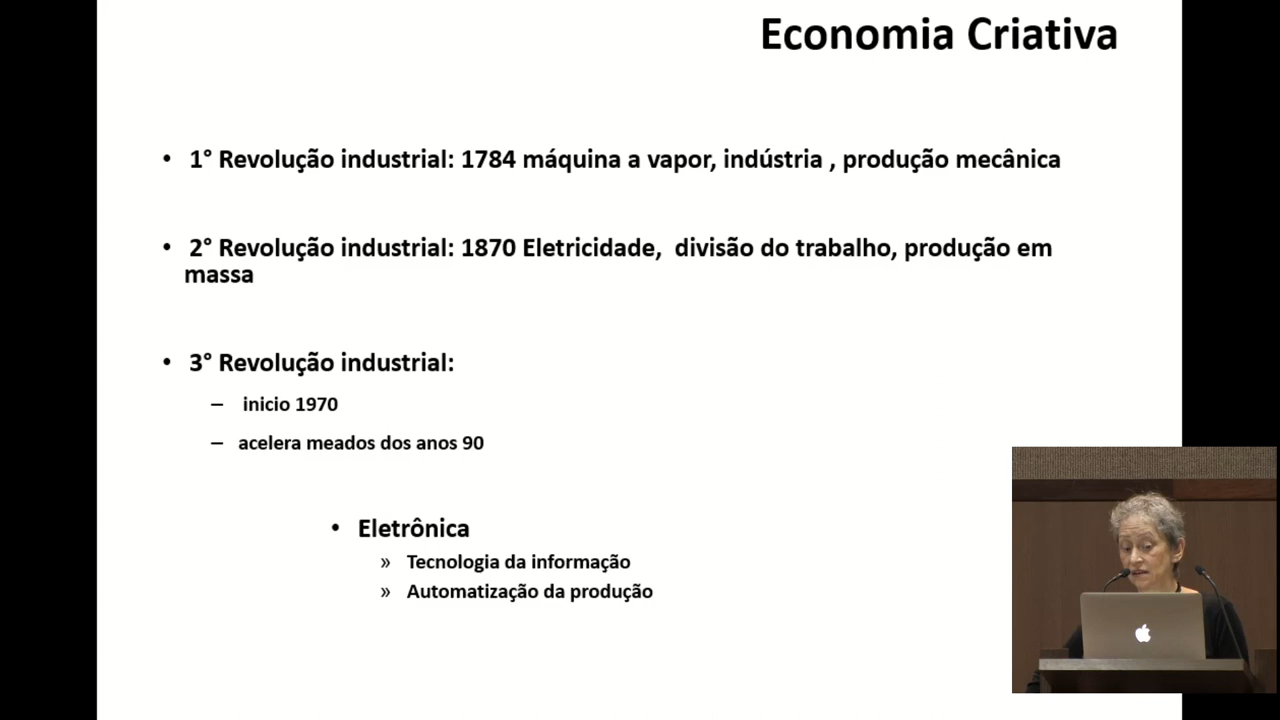 Economia Criativa
• 1° Revolução industrial: 1784 máquina a vapor, indústria , produção mecânica
• 2° Revolução industrial: 1870 Eletricidade, divisão do trabalho, produção em
massa
• 3° Revolução industrial:
– inicio 1970
– acelera meados dos anos 90
• Eletrônica
» Tecnologia da informação
» Automatização da produção